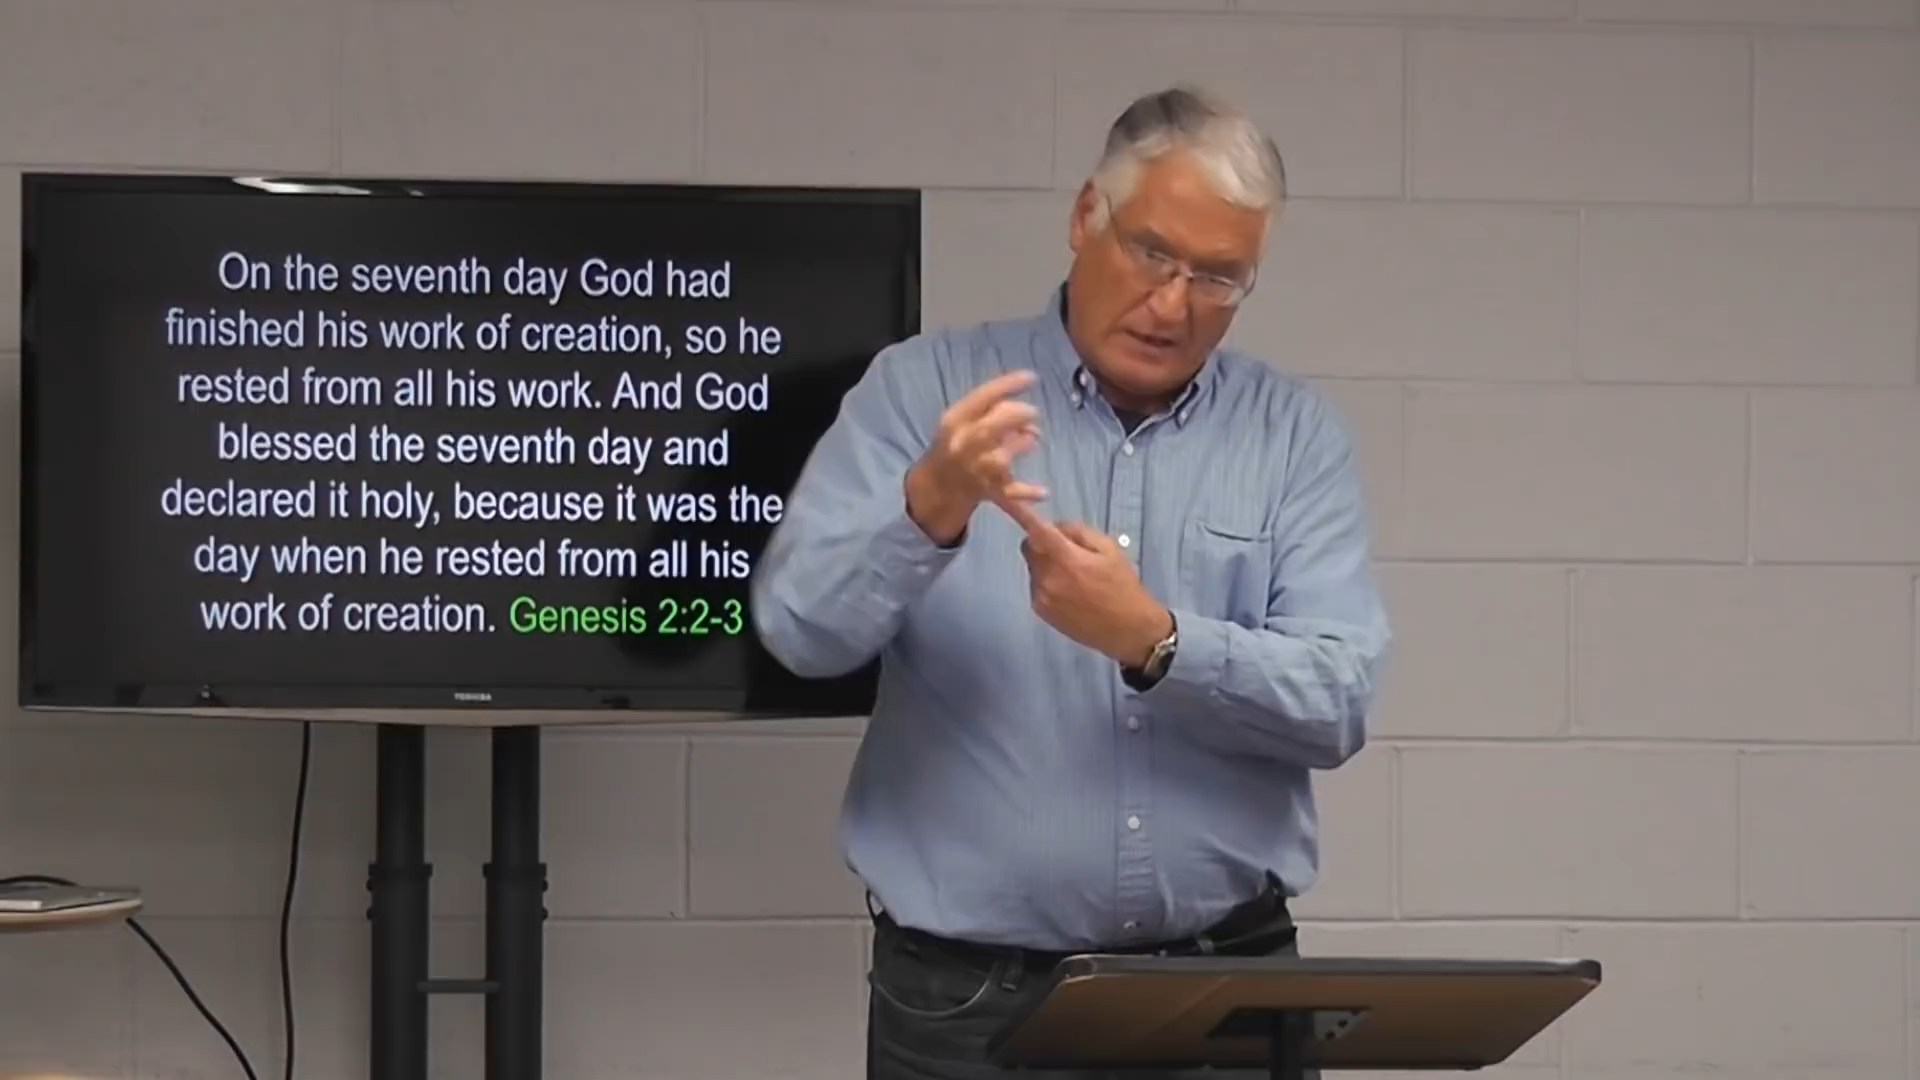 On the seventh day God had
finished his work of creation, so he
rested from all his work. And God
blessed the seventh day and
declared it holy, because it was the
day when he rested from all his
work of creation. Genesis 2:2-3
TOSHIBA